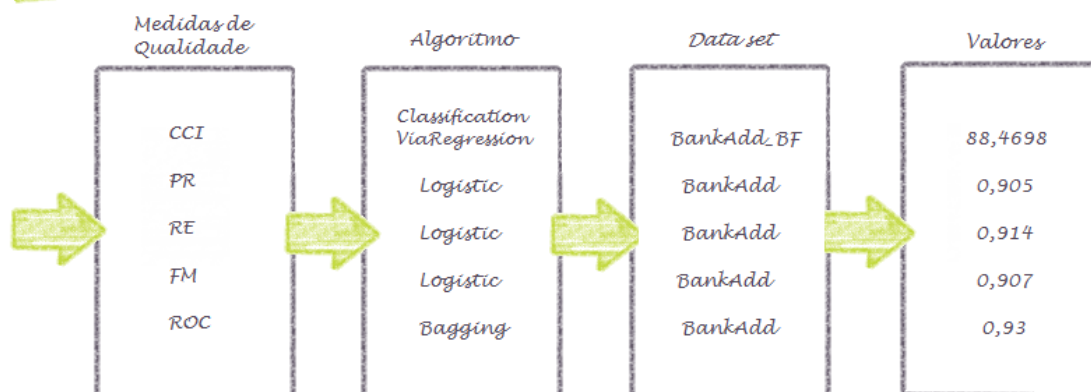 Medidas de
Qualidade
Algoritmo
Data set
Valores
CCI
Classification
ViaRegression
BankAdd_BF
88,4698
PR
Logistic
BankAdd
0,905
RE
Logistic
BankAdd
0,914
FM
Logistic
BankAdd
0,907
ROC
Bagging
BankAdd
0,93